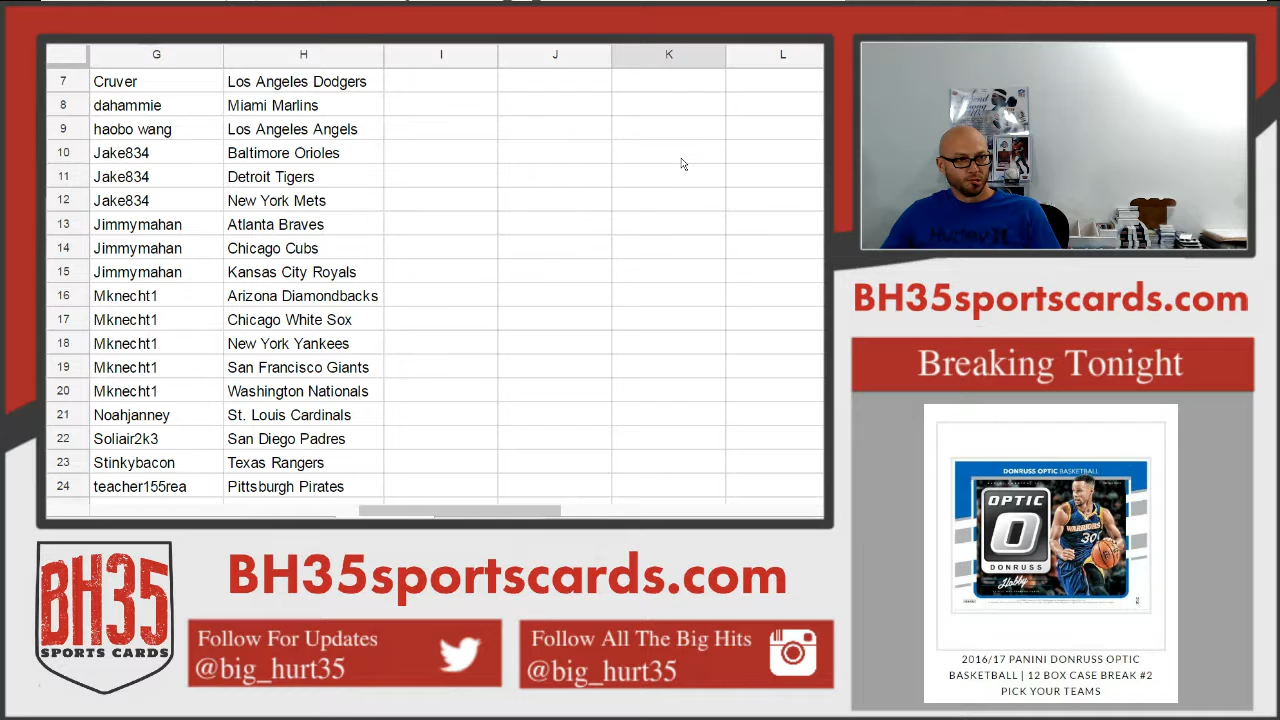 G H I J K L
7 Cruver Los Angeles Dodgers
8 dahammie Miami Marlins
9 haobo wang Los Angeles Angels
10 Jake834 Baltimore Orioles
11 Jake834 Detroit Tigers
12 Jake834 New York Mets
13 Jimmymahan Atlanta Braves
14 Jimmymahan Chicago Cubs
15 Jimmymahan Kansas City Royals
16 Mknecht1 Arizona Diamondbacks
17 Mknecht1 Chicago White Sox
18 Mknecht1 New York Yankees
19 Mknecht1 San Francisco Giants
20 Mknecht1 Washington Nationals
21 Noahjanney St. Louis Cardinals
22 Soliair2k3 San Diego Padres
23 Stinkybacon Texas Rangers
24 teacher155rea Pittsburgh Pirates
Hurley
BH35sportscards.com
Breaking Tonight
DONRUSS OPTIC BASKETBALL
OPTIC
O
DONRUSS
Hobby
WARRIORS
30
2016/17 PANINI DONRUSS OPTIC
BASKETBALL | 12 BOX CASE BREAK #2
PICK YOUR TEAMS
BH35
SPORTS CARDS
BH35sportscards.com
Follow For Updates
@big_hurt35
Follow All The Big Hits
@big_hurt35